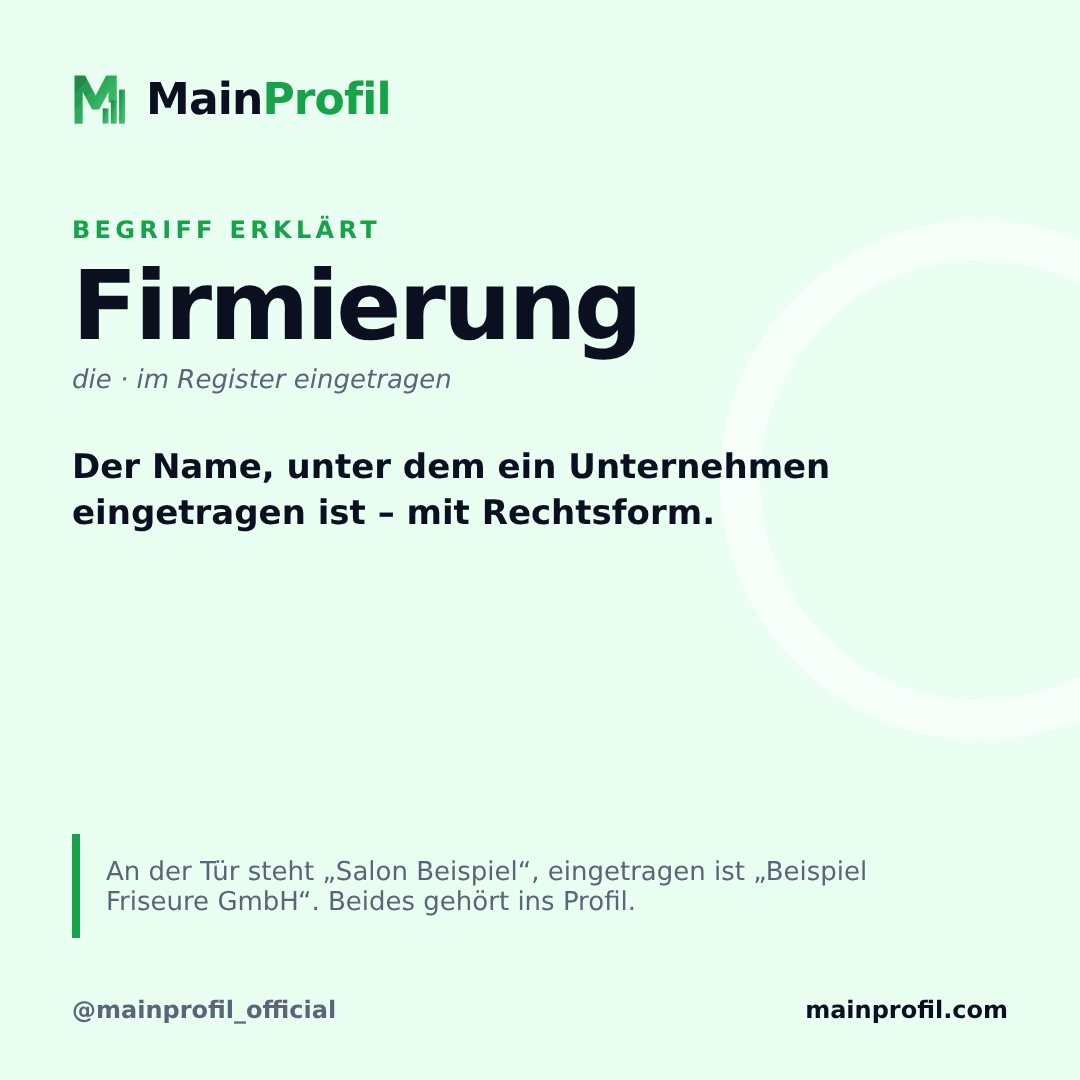 MainProfil
BEGRIFF ERKLÄRT
Firmierung
die · im Register eingetragen
Der Name, unter dem ein Unternehmen
eingetragen ist – mit Rechtsform.
An der Tür steht „Salon Beispiel“, eingetragen ist „Beispiel
Friseure GmbH“. Beides gehört ins Profil.
@mainprofil_official
mainprofil.com